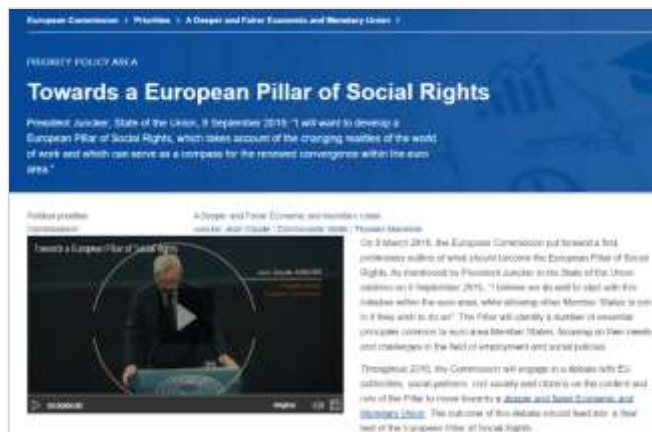 European Commission > Priorities > A Deeper and Fairer Economic and Monetary Union >
PRIORITY POLICY AREA
Towards a European Pillar of Social Rights
President Juncker, State of the Union, 9 September 2015: "I will want to develop a
European Pillar of Social Rights, which takes account of the changing realities of the world
of work and which can serve as a compass for the renewed convergence within the euro
area."
Political priorities A Deeper and Fairer Economic and Monetary Union
Towards a European Pillar of Social Rights
On 8 March 2016, the European Commission put forward a first,
preliminary outline of what should become the European Pillar of Social
Rights. As mentioned by President Juncker in his State of the Union
address on 9 September 2015, "I believe we do well to start with this
initiative within the euro area, while allowing other Member States to join
in if they wish to do so". The Pillar will identify a number of essential
principles common to euro area Member States, focusing on their needs
and challenges in the field of employment and social policies.
Throughout 2016, the Commission will engage in a debate with EU
authorities, social partners, civil society and citizens on the content and
role of the Pillar to move towards a deeper and fairer Economic and
Monetary Union. The outcome of this debate should feed into a final
text of the European Pillar of Social Rights.